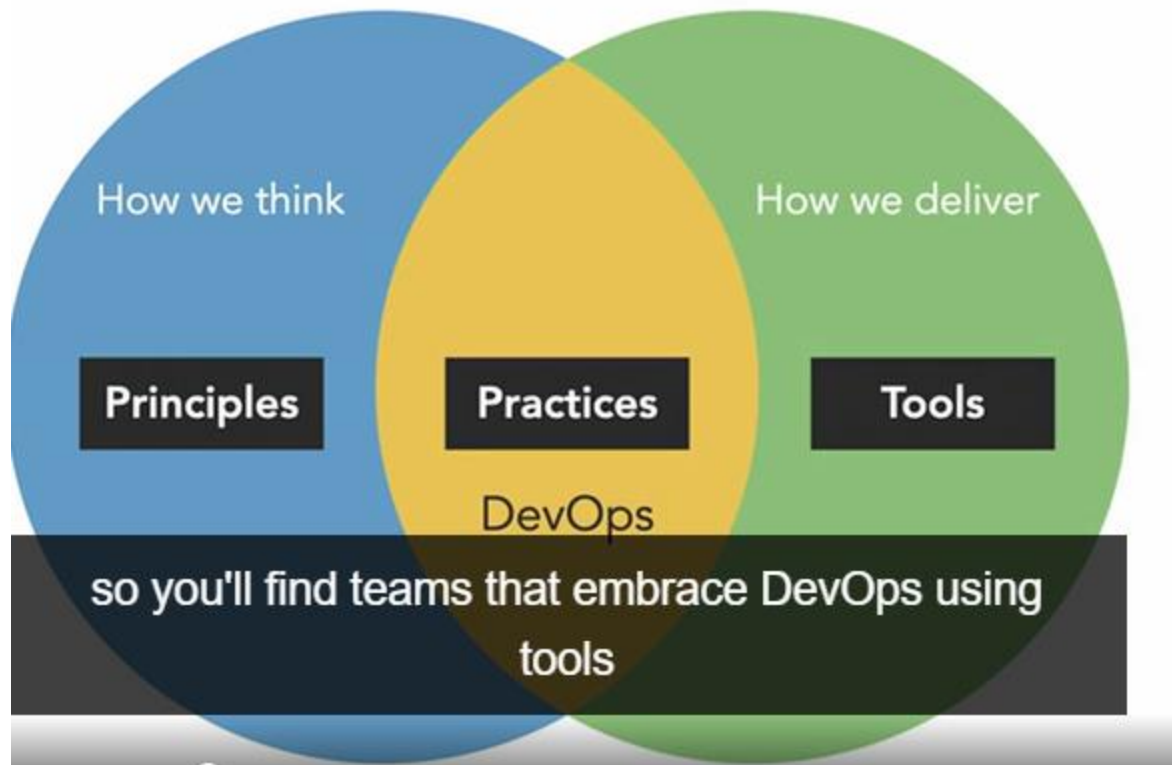 How we think
How we deliver
Principles
Practices
Tools
DevOps
so you'll find teams that embrace DevOps using
tools